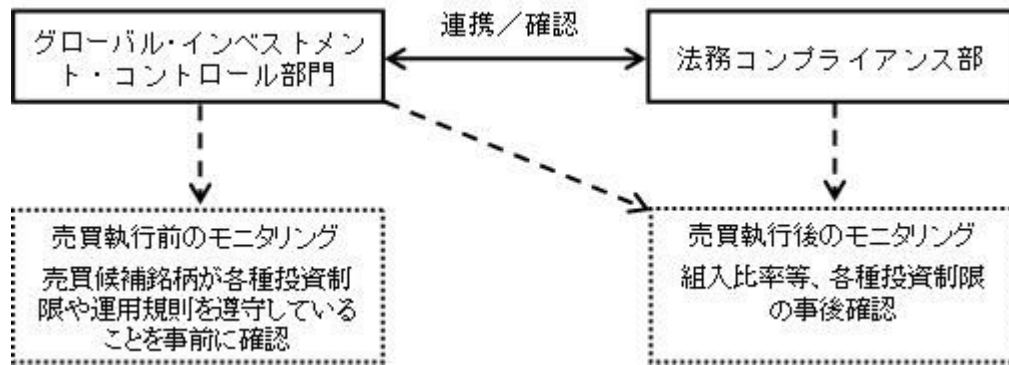 連携／確認
グローバル・インベストメン
ト・コントロール部門
法務コンプライアンス部
売買執行前のモニタリング
売買候補銘柄が各種投資制
限や運用規則を遵守している
ことを事前に確認
売買執行後のモニタリング
組入比率等、各種投資制限
の事後確認